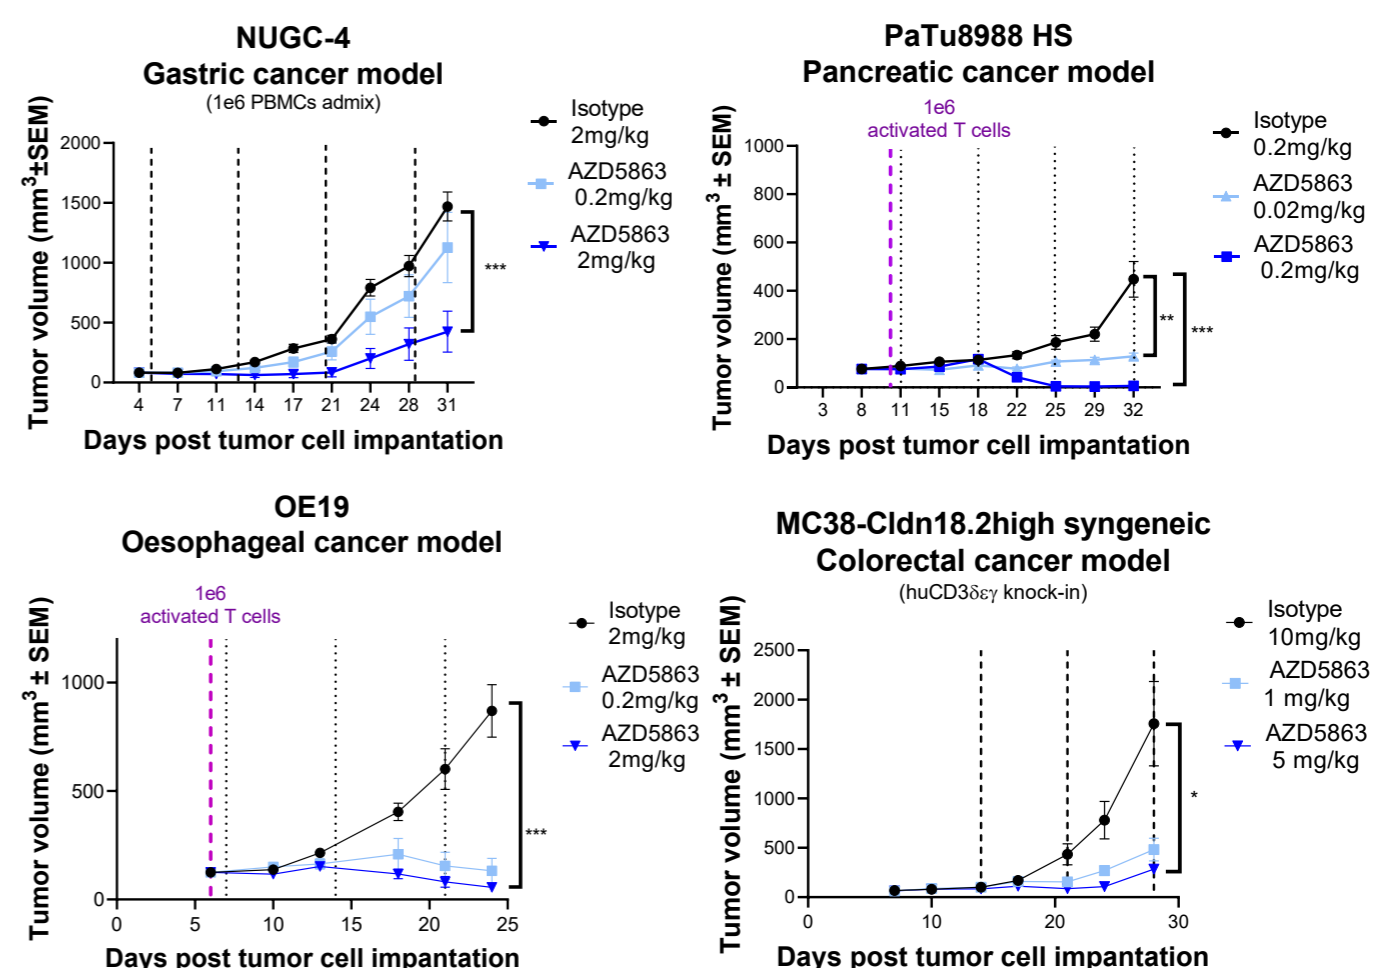 NUGC-4
Gastric cancer model
(1e6 PBMCs admix)
Tumor volume (mm³±SEM)
2000
1500
1000
500
0
4 7 11 14 17 21 24 28 31
Days post tumor cell impantation
Isotype
2mg/kg
AZD5863
0.2mg/kg
AZD5863
2mg/kg
***
PaTu8988 HS
Pancreatic cancer model
1e6
activated T cells
Tumor volume (mm³ ± SEM)
1000
800
600
400
200
0
3 8 11 15 18 22 25 29 32
Days post tumor cell impantation
Isotype
0.2mg/kg
AZD5863
0.02mg/kg
AZD5863
0.2mg/kg
**
***
OE19
Oesophageal cancer model
1e6
activated T cells
Tumor volume (mm³ ± SEM)
1000
500
0
0 5 10 15 20 25
Days post tumor cell impantation
Isotype
2mg/kg
AZD5863
0.2mg/kg
AZD5863
2mg/kg
***
MC38-Cldn18.2high syngeneic
Colorectal cancer model
(huCD3δεγ knock-in)
Tumor volume (mm³ ± SEM)
2500
2000
1500
1000
500
0
0 10 20 30
Days post tumor cell impantation
Isotype
10mg/kg
AZD5863
1 mg/kg
AZD5863
5 mg/kg
*